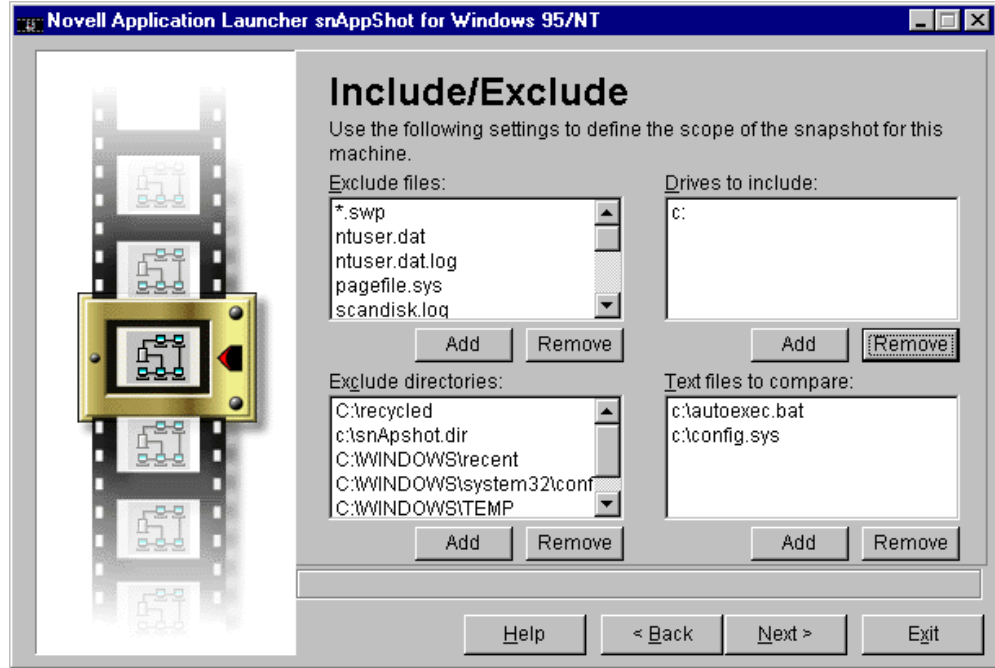 Novell Application Launcher snAppShot for Windows 95/NT
Include/Exclude
Use the following settings to define the scope of the snapshot for this
machine.
Exclude files:
*.swp
ntuser.dat
ntuser.dat.log
pagefile.sys
scandisk.log
Add
Remove
Drives to include:
c:
Add
Remove
Exclude directories:
C:\recycled
c:\snApshot.dir
C:\WINDOWS\recent
C:\WINDOWS\system32\conf
C:\WINDOWS\TEMP
Add
Remove
Text files to compare:
c:\autoexec.bat
c:\config.sys
Add
Remove
Help
< Back
Next >
Exit